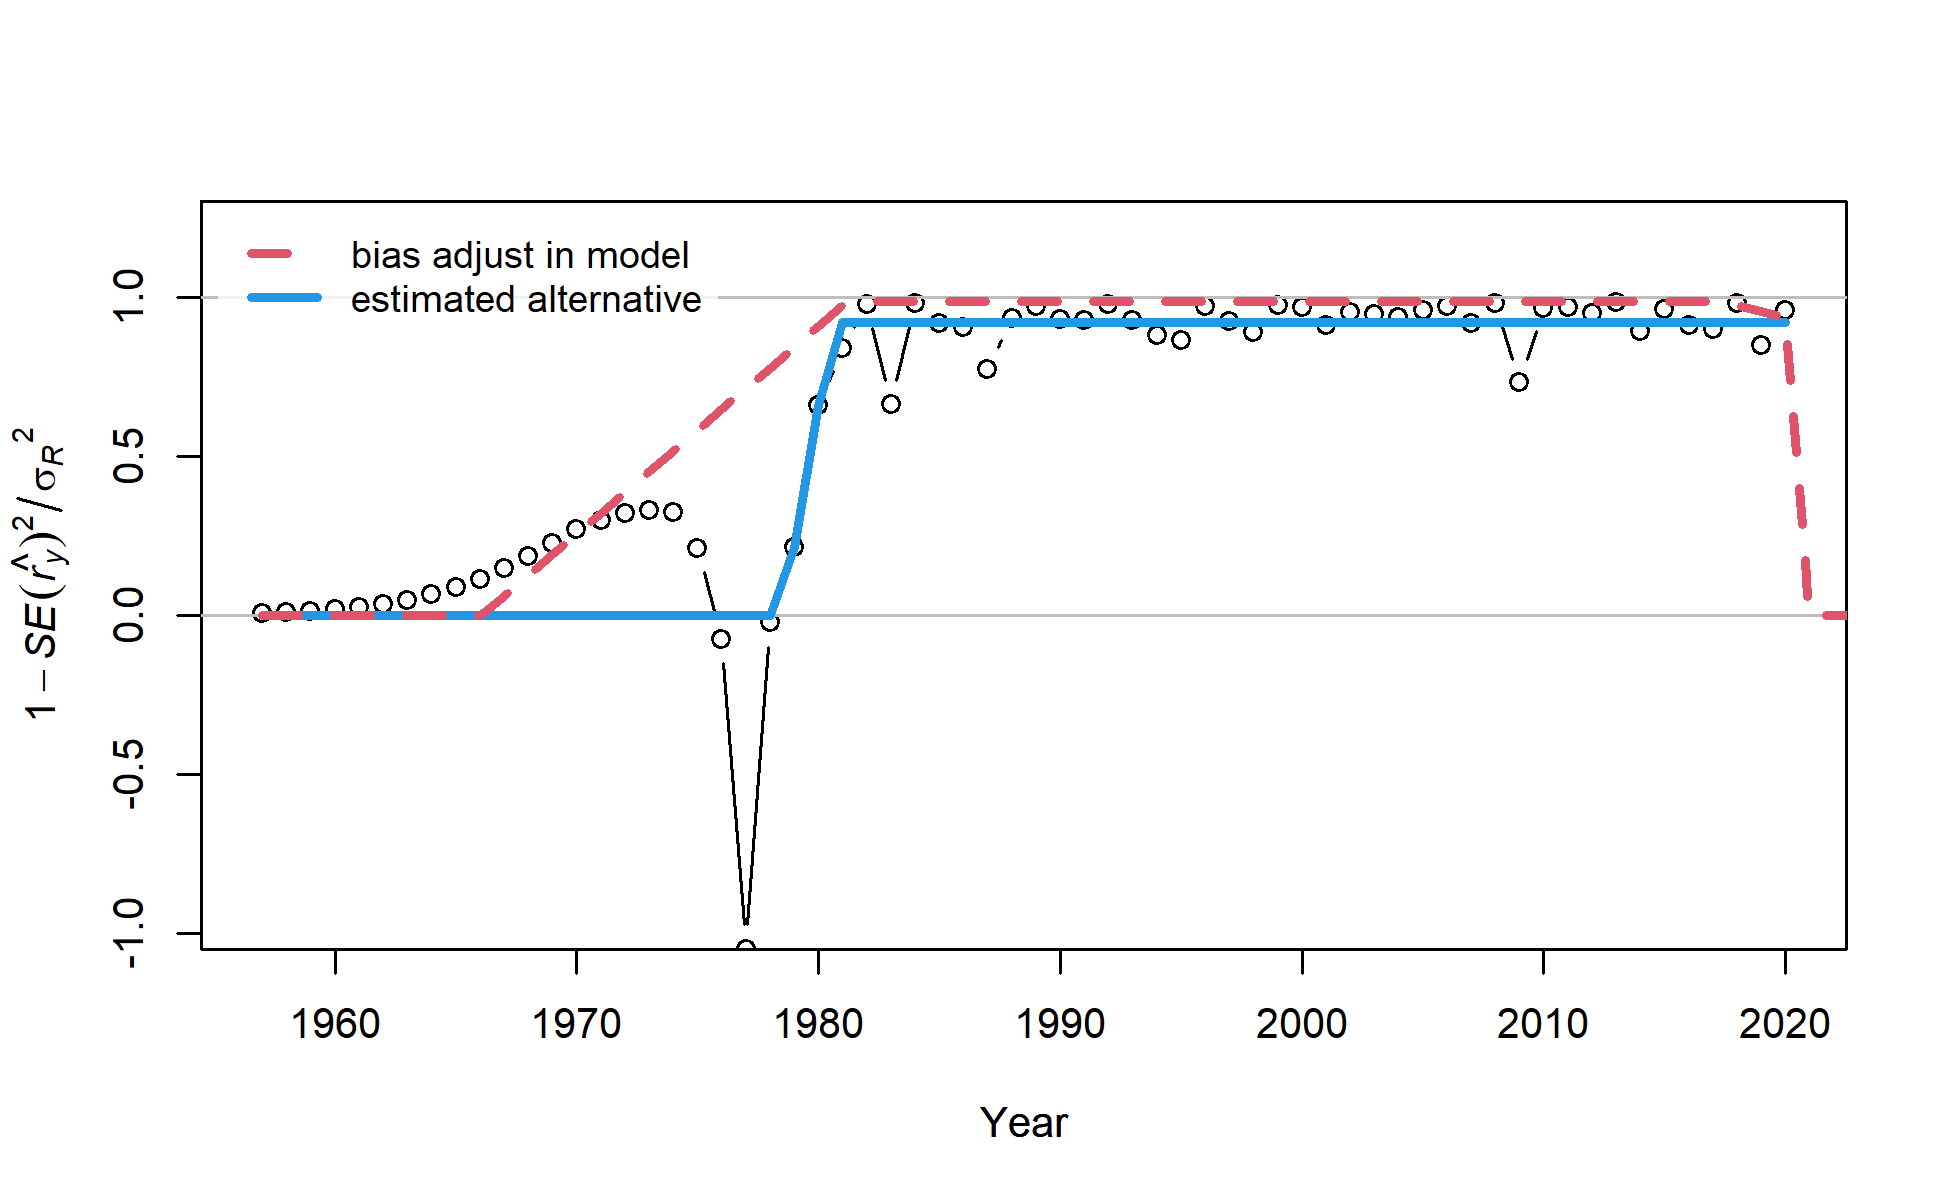 bias adjust in model
estimated alternative
1.0
0.5
0.0
-0.5
-1.0
1 − SE(r̂y)² / σR²
1960 1970 1980 1990 2000 2010 2020
Year